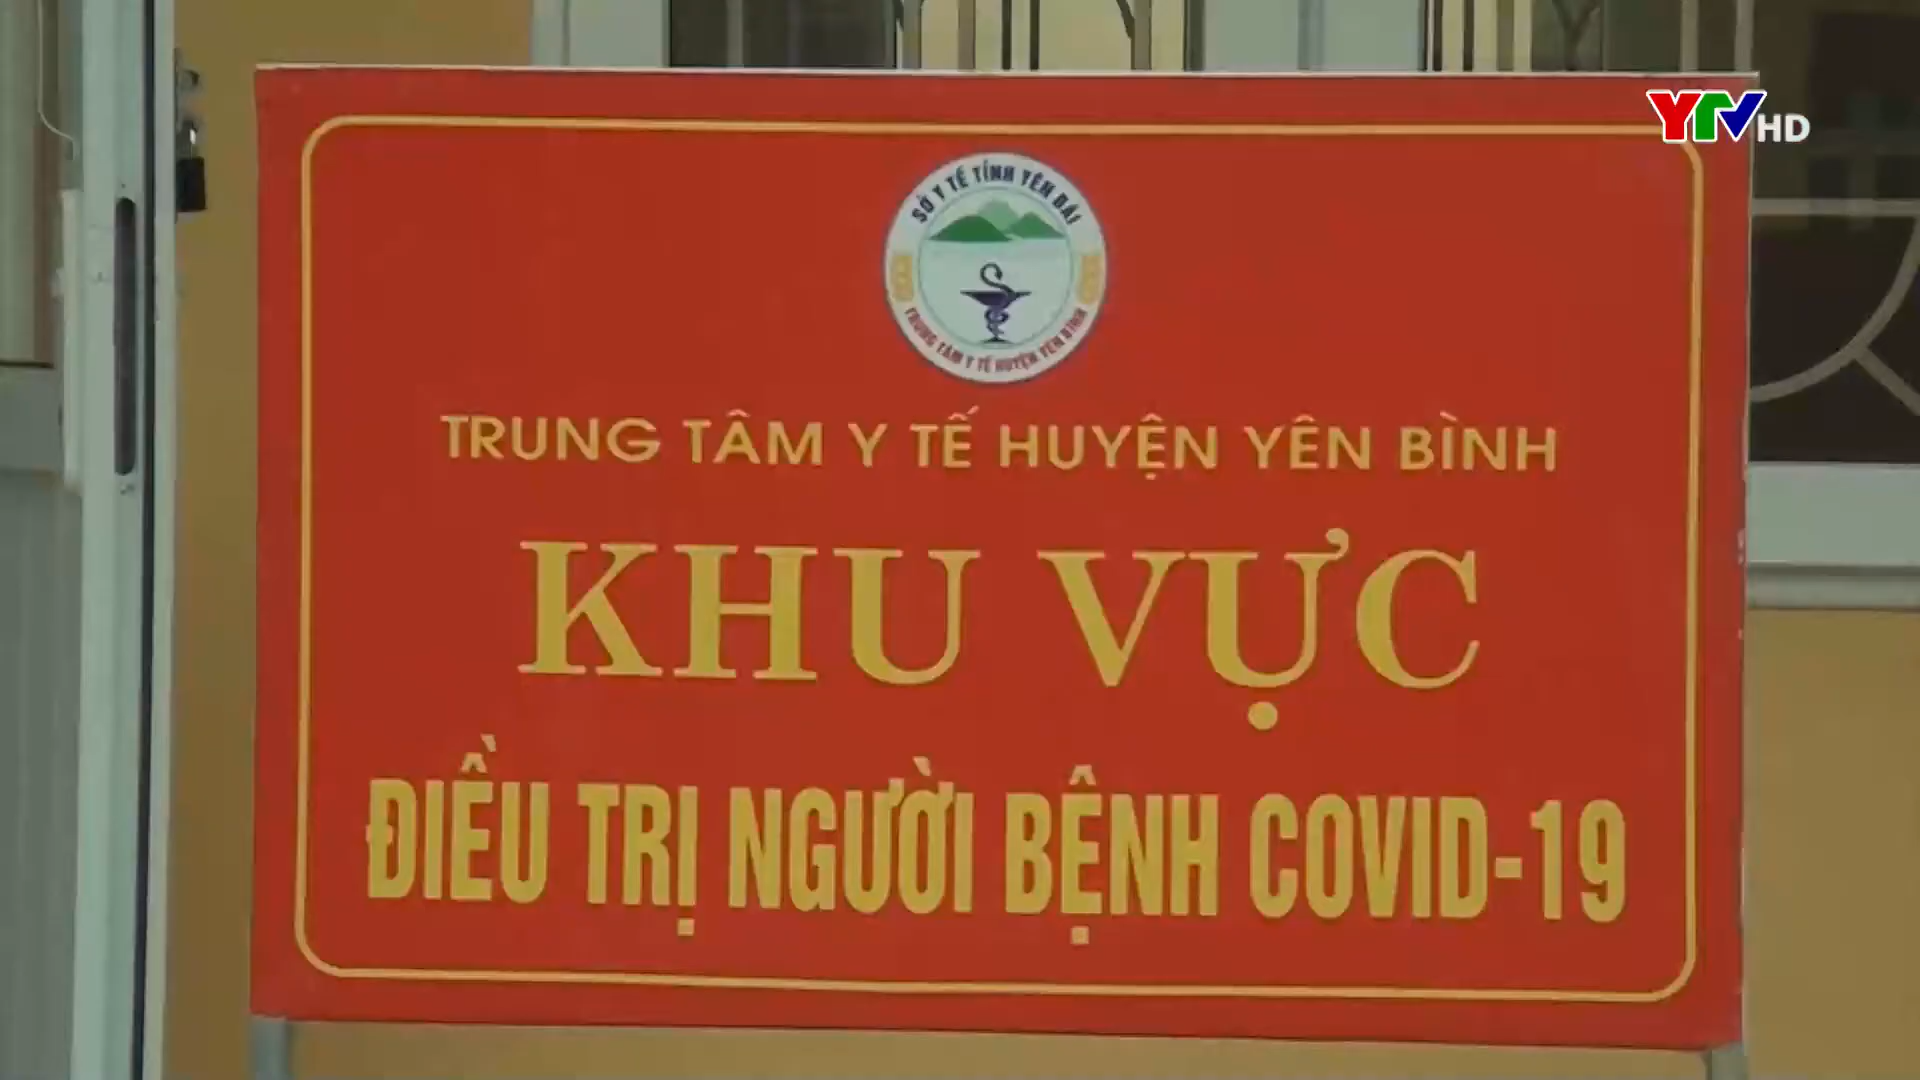 YTV HD
SỞ Y TẾ TỈNH YÊN BÁI
TRUNG TÂM Y TẾ HUYỆN YÊN BÌNH
TRUNG TÂM Y TẾ HUYỆN YÊN BÌNH
KHU VỰC
ĐIỀU TRỊ NGƯỜI BỆNH COVID-19